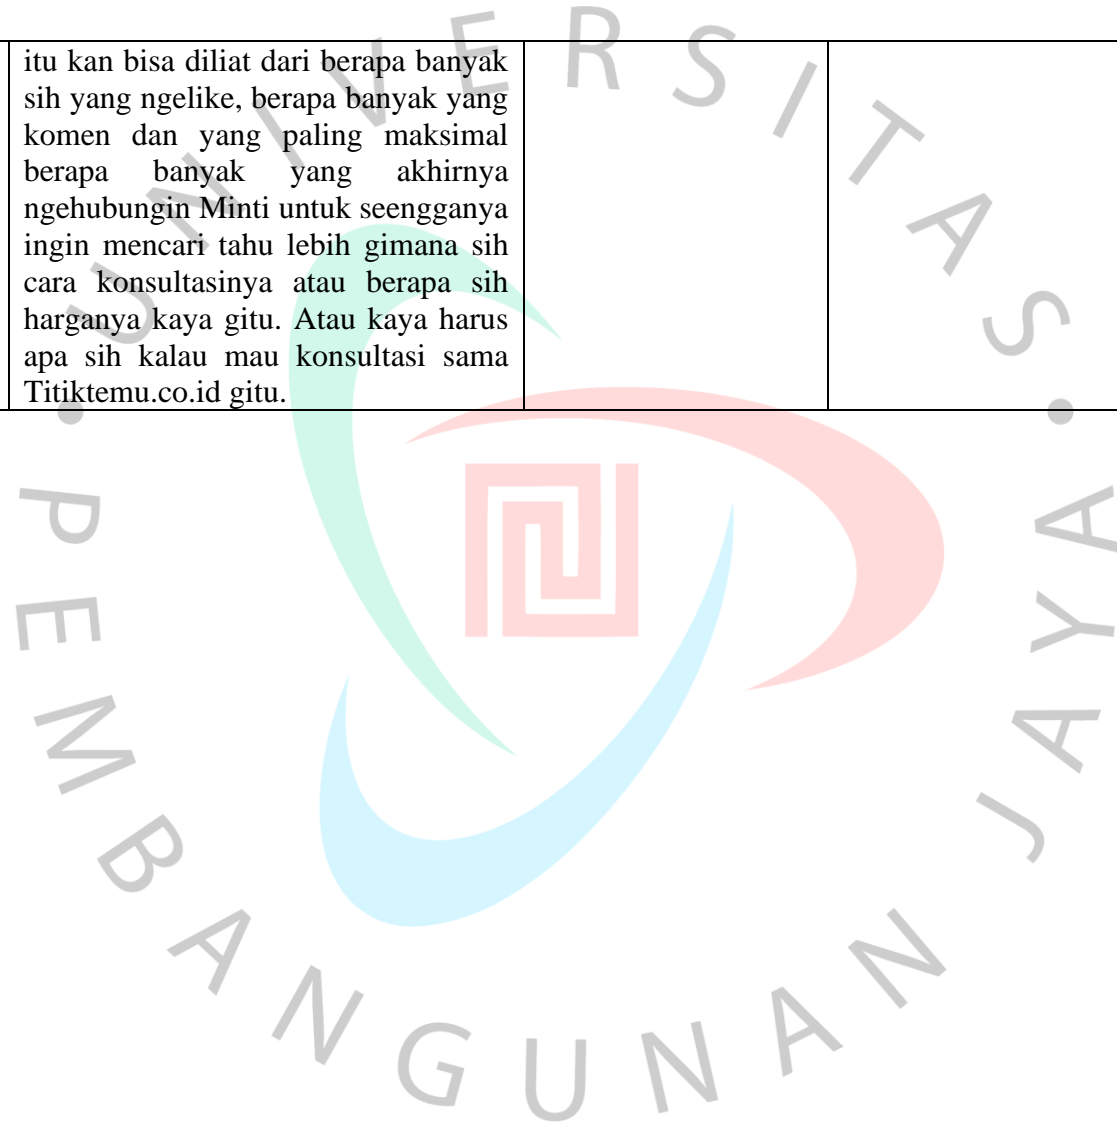 itu kan bisa diliat dari berapa banyak
sih yang ngelike, berapa banyak yang
komen dan yang paling maksimal
berapa banyak yang akhirnya
ngehubungin Minti untuk seengganya
ingin mencari tahu lebih gimana sih
cara konsultasinya atau berapa sih
harganya kaya gitu. Atau kaya harus
apa sih kalau mau konsultasi sama
Titiktemu.co.id gitu.
UNIVERSITAS
• PEMBANGUNAN JAYA •